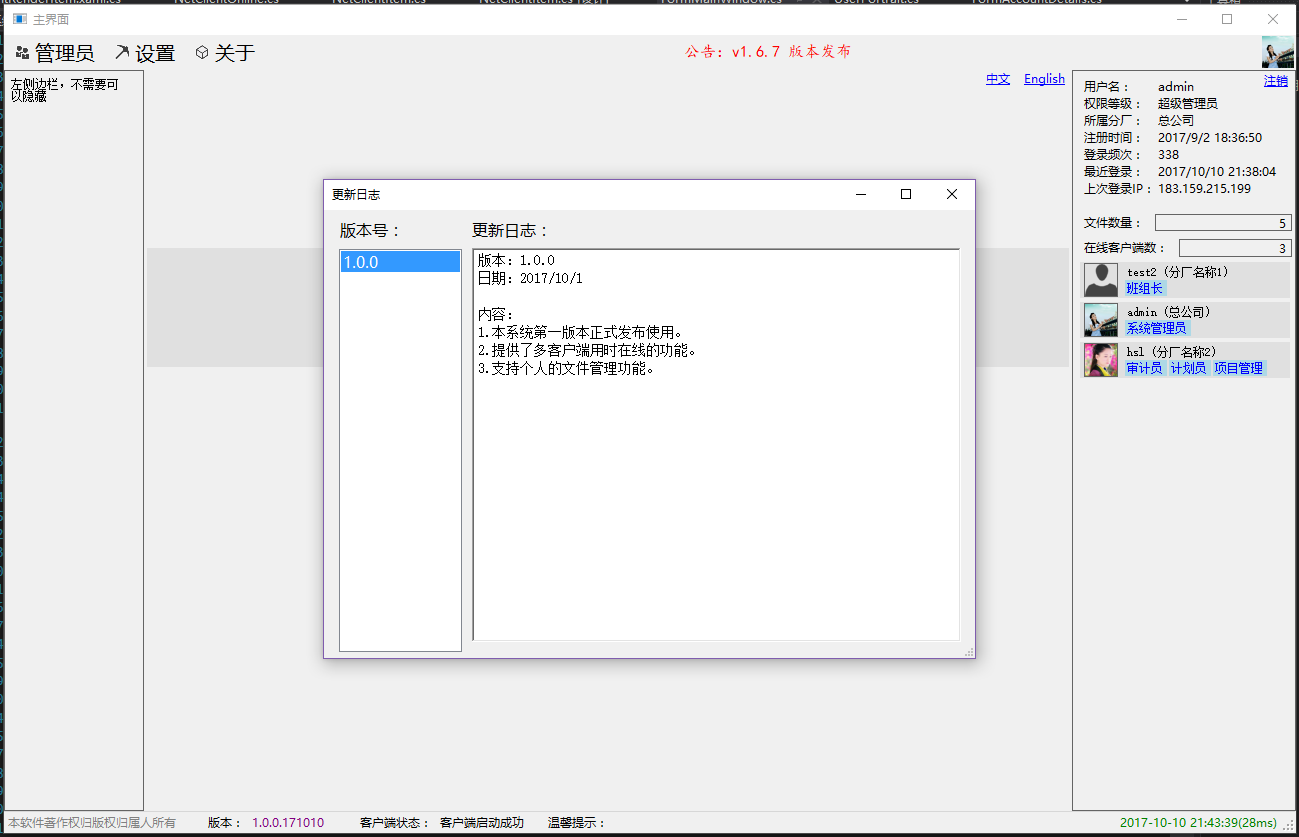 主界面
管理员 设置 关于
公告：v1.6.7 版本发布
左侧边栏，不需要可
以隐藏
中文 English
注销
用户名： admin
权限等级： 超级管理员
所属分厂： 总公司
注册时间： 2017/9/2 18:36:50
登录频次： 338
最近登录： 2017/10/10 21:38:04
上次登录IP： 183.159.215.199
文件数量： 5
在线客户端数： 3
test2（分厂名称1）
班组长
admin（总公司）
系统管理员
hsl（分厂名称2）
审计员 计划员 项目管理
更新日志
版本号：
1.0.0
更新日志：
版本：1.0.0
日期：2017/10/1
内容：
1.本系统第一版本正式发布使用。
2.提供了多客户端用时在线的功能。
3.支持个人的文件管理功能。
本软件著作权归版权归属人所有 版本： 1.0.0.171010 客户端状态： 客户端启动成功 温馨提示： 2017-10-10 21:43:39(28ms)